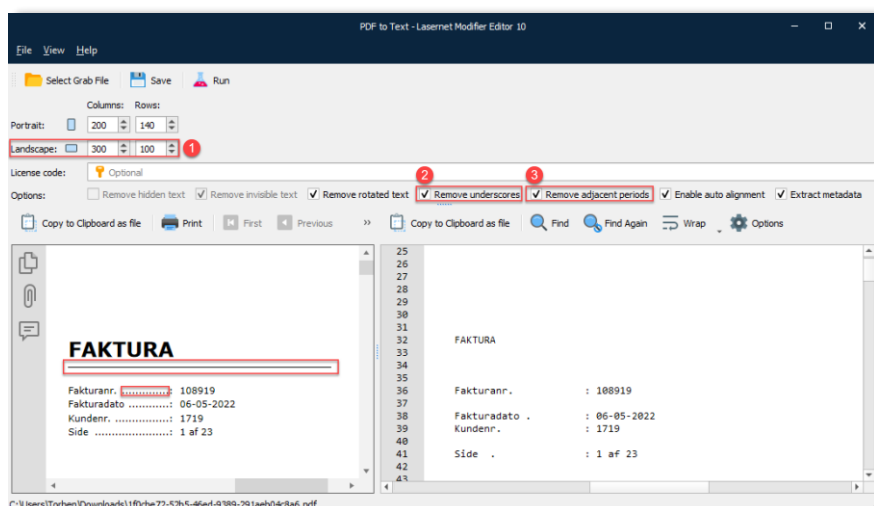 PDF to Text - Lasernet Modifier Editor 10
File View Help
Select Grab File Save Run
Columns: Rows:
Portrait: 200 140
Landscape: 300 100 1
2 3
License code: Optional
Options: Remove hidden text Remove invisible text Remove rotated text Remove underscores Remove adjacent periods Enable auto alignment Extract metadata
Copy to Clipboard as file Print First Previous » Copy to Clipboard as file Find Find Again Wrap Options
FAKTURA
Fakturanr. ..............: 108919
Fakturadato ............: 06-05-2022
Kundenr. .................: 1719
Side ......................: 1 af 23
25
26
27
28
29
30
31
32 FAKTURA
33
34
35
36 Fakturanr. : 108919
37
38 Fakturadato . : 06-05-2022
39 Kundenr. : 1719
40
41 Side . : 1 af 23
42
43